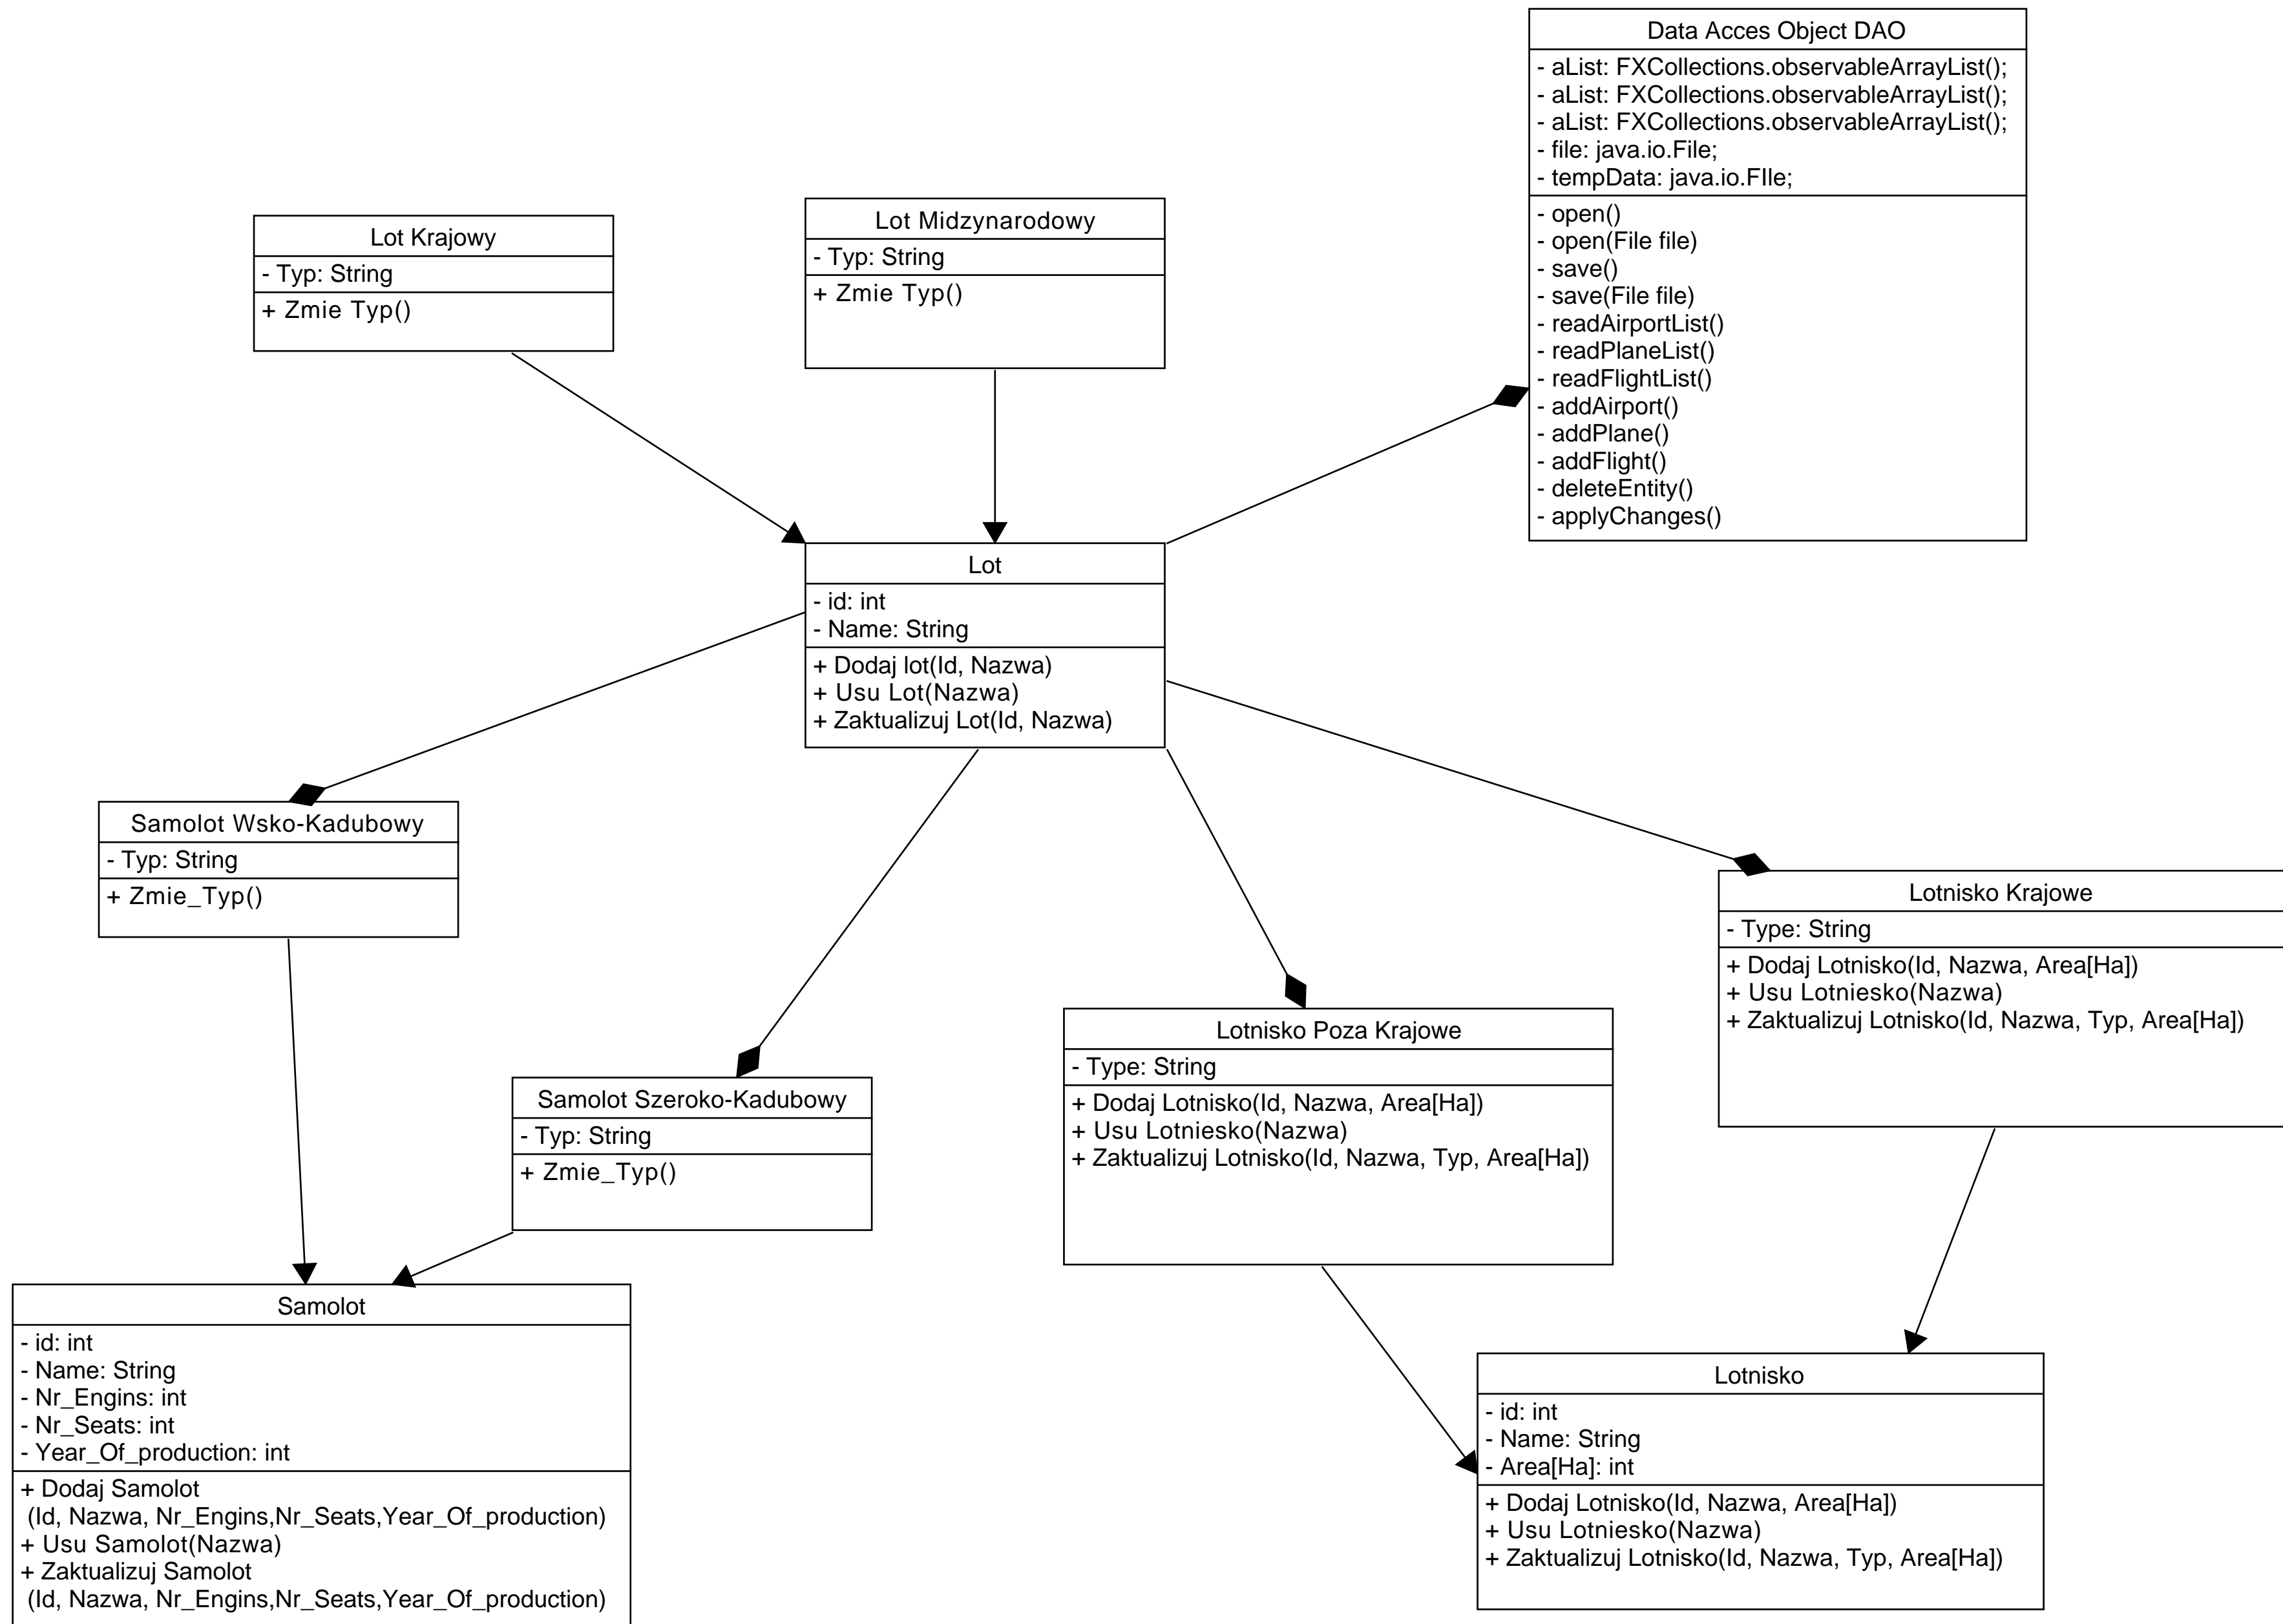 Data Acces Object DAO
- aList: FXCollections.observableArrayList();
- aList: FXCollections.observableArrayList();
- aList: FXCollections.observableArrayList();
- file: java.io.File;
- tempData: java.io.FIle;
- open()
- open(File file)
- save()
- save(File file)
- readAirportList()
- readPlaneList()
- readFlightList()
- addAirport()
- addPlane()
- addFlight()
- deleteEntity()
- applyChanges()
Lot Krajowy
- Typ: String
+ Zmie Typ()
Lot Midzynarodowy
- Typ: String
+ Zmie Typ()
Lot
- id: int
- Name: String
+ Dodaj lot(Id, Nazwa)
+ Usu Lot(Nazwa)
+ Zaktualizuj Lot(Id, Nazwa)
Samolot Wsko-Kadubowy
- Typ: String
+ Zmie_Typ()
Samolot Szeroko-Kadubowy
- Typ: String
+ Zmie_Typ()
Lotnisko Poza Krajowe
- Type: String
+ Dodaj Lotnisko(Id, Nazwa, Area[Ha])
+ Usu Lotniesko(Nazwa)
+ Zaktualizuj Lotnisko(Id, Nazwa, Typ, Area[Ha])
Lotnisko Krajowe
- Type: String
+ Dodaj Lotnisko(Id, Nazwa, Area[Ha])
+ Usu Lotniesko(Nazwa)
+ Zaktualizuj Lotnisko(Id, Nazwa, Typ, Area[Ha])
Samolot
- id: int
- Name: String
- Nr_Engins: int
- Nr_Seats: int
- Year_Of_production: int
+ Dodaj Samolot
(Id, Nazwa, Nr_Engins,Nr_Seats,Year_Of_production)
+ Usu Samolot(Nazwa)
+ Zaktualizuj Samolot
(Id, Nazwa, Nr_Engins,Nr_Seats,Year_Of_production)
Lotnisko
- id: int
- Name: String
- Area[Ha]: int
+ Dodaj Lotnisko(Id, Nazwa, Area[Ha])
+ Usu Lotniesko(Nazwa)
+ Zaktualizuj Lotnisko(Id, Nazwa, Typ, Area[Ha])